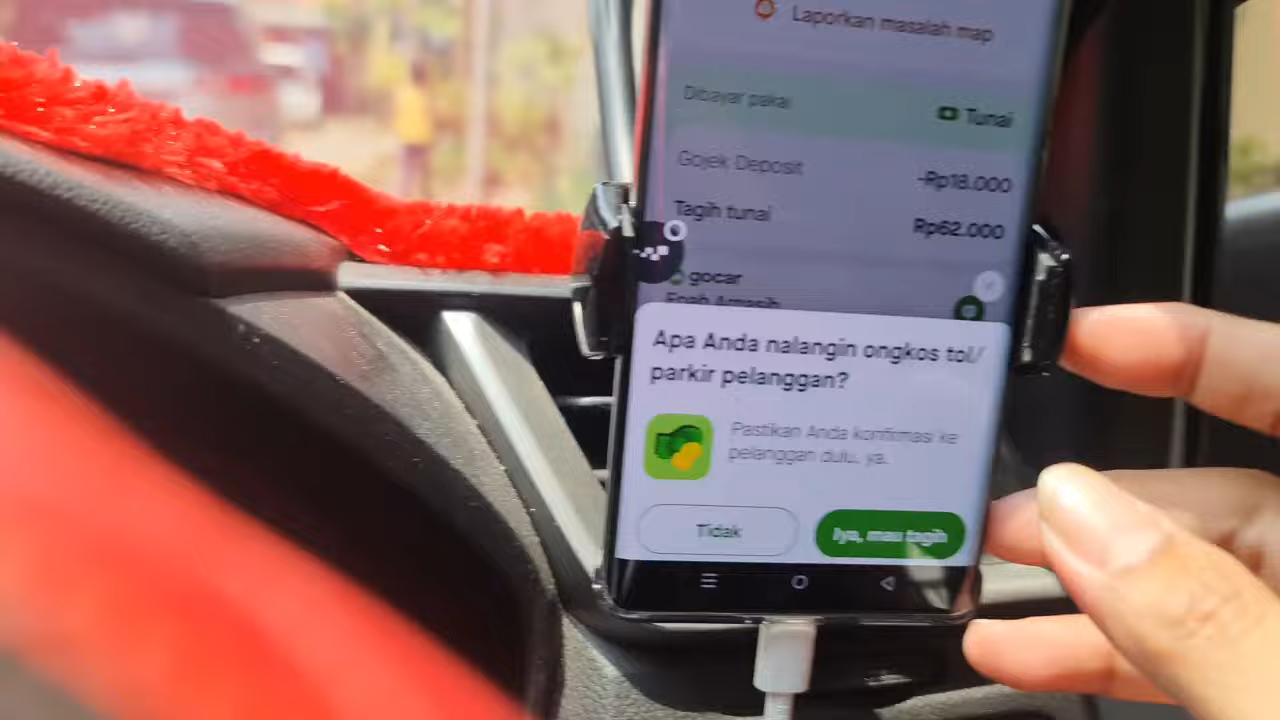 Laporkan masalah map
Dibayar pakai
Tunai
Gojek Deposit
-Rp18.000
Tagih tunai
Rp62.000
gocar
Apa Anda nalangin ongkos tol/
parkir pelanggan?
Pastikan Anda konfirmasi ke
pelanggan dulu, ya.
Tidak
Iya, mau tagih